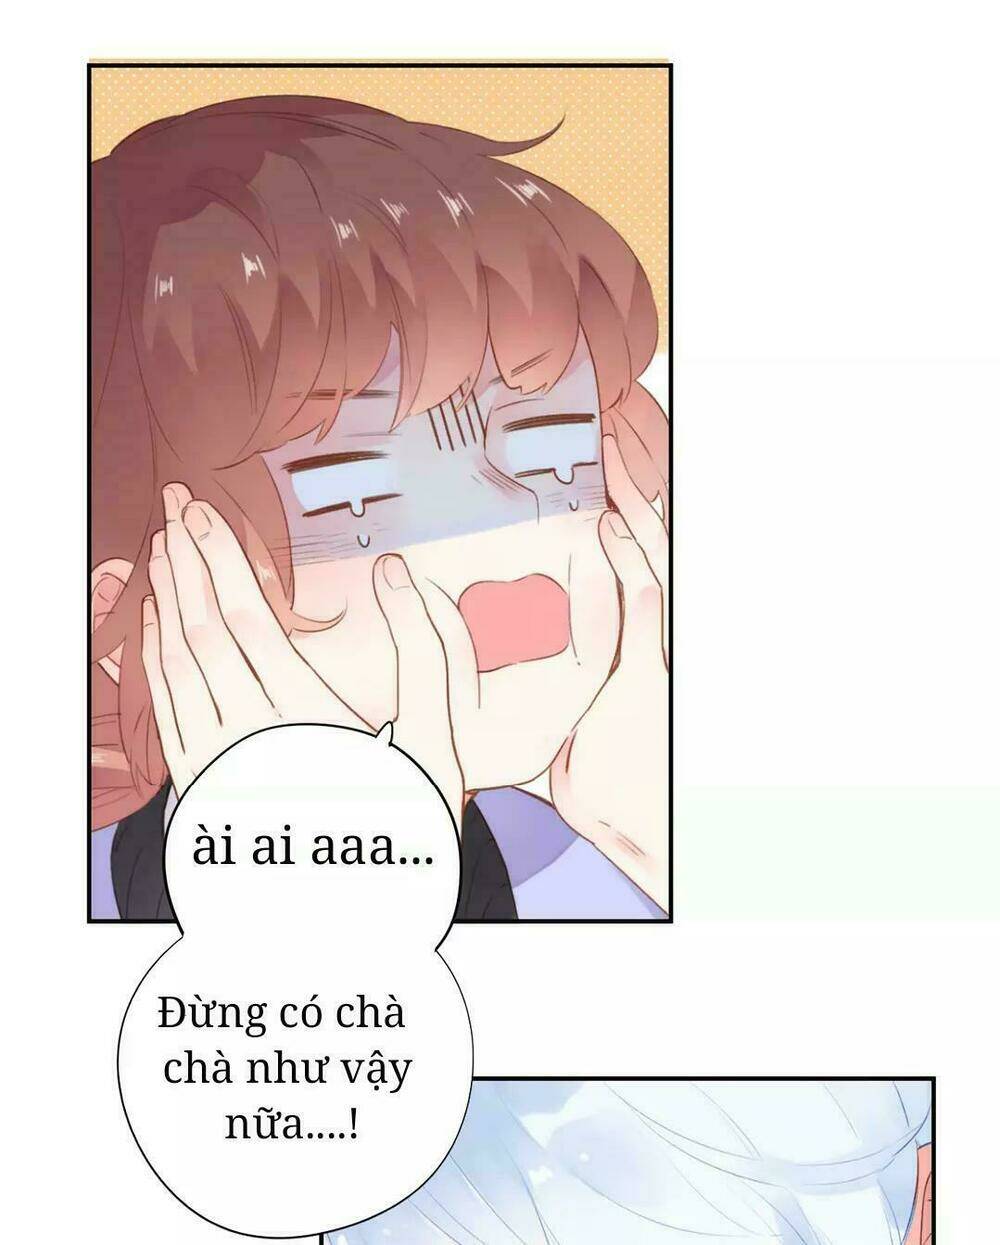 ài ai aaa...
Đừng có chà
chà như vậy
nữa....!